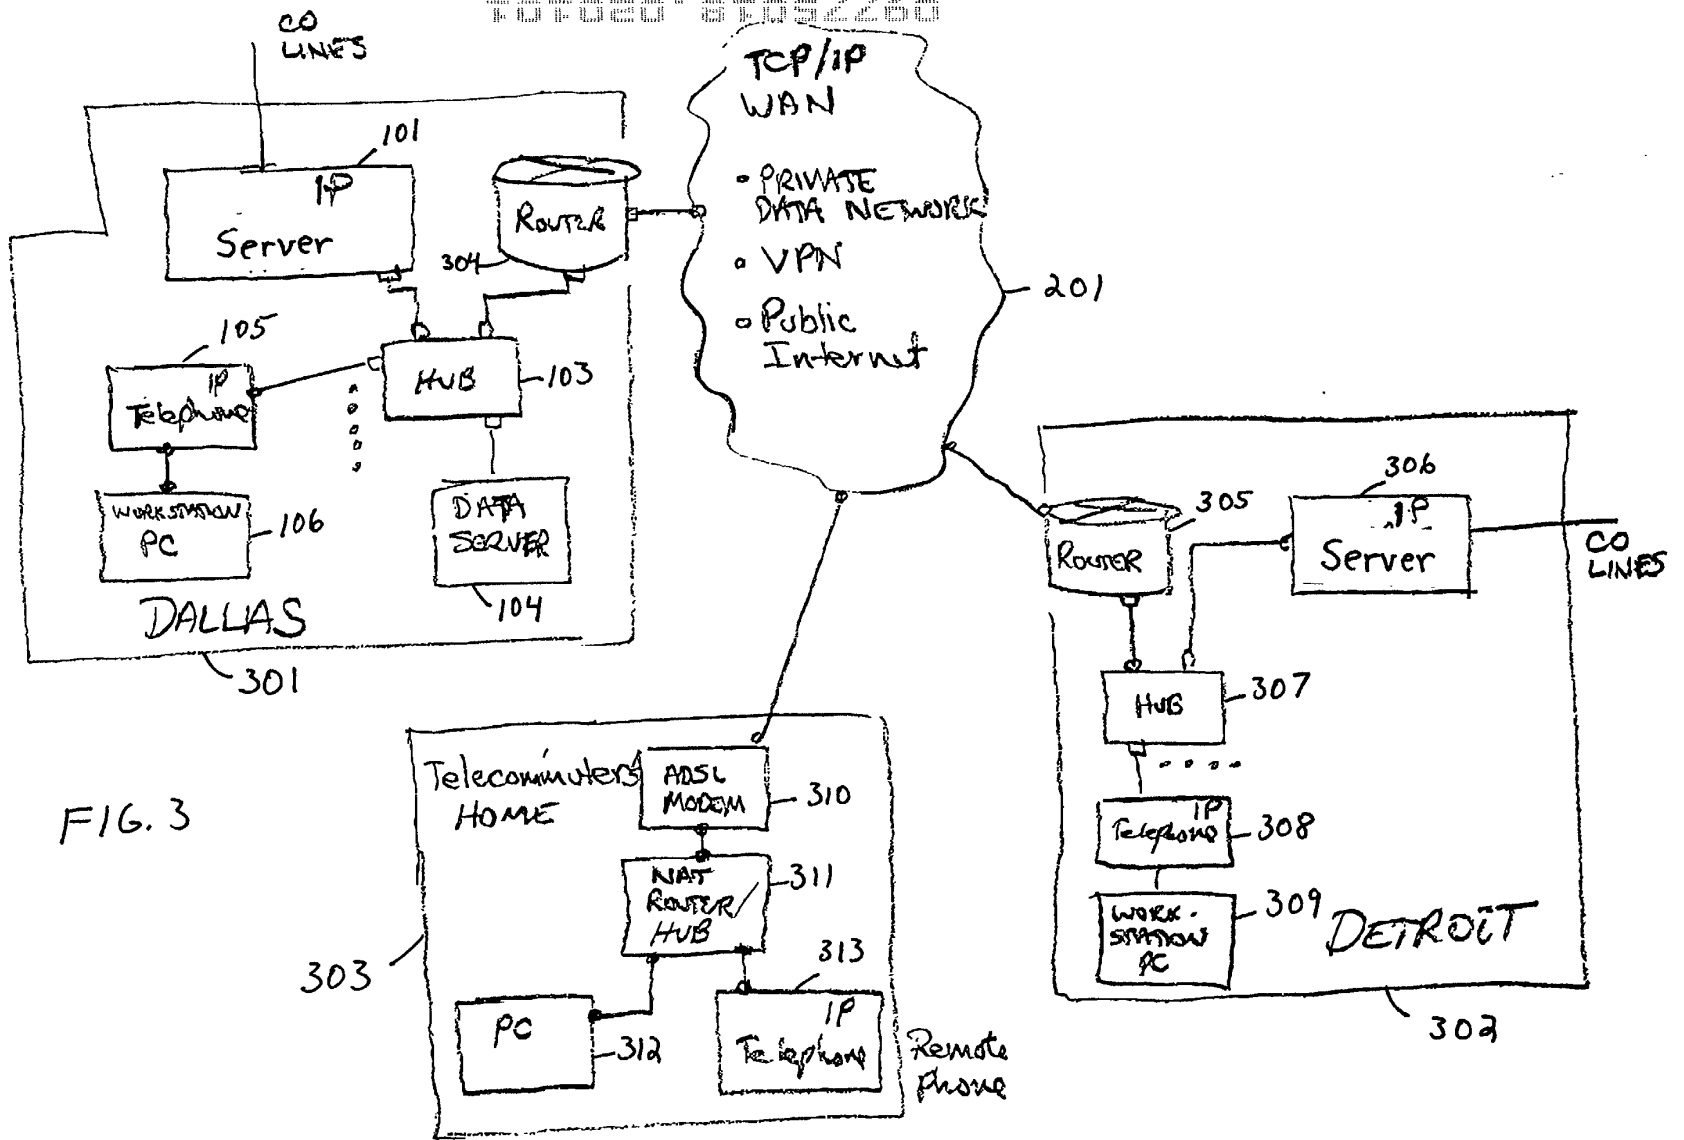 CO
LINES
101
IP
Server
ROUTER
304
105
IP
Telephone
HUB
103
WORKSTATION
PC
106
DATA
SERVER
104
DALLAS
301
TCP/IP
WAN
• PRIVATE
DATA NETWORK
• VPN
• Public
Internet
201
306
IP
Server
305
ROUTER
CO
LINES
HUB
307
IP
Telephone
308
WORK-
STATION
PC
309
DETROIT
302
Telecommuters'
HOME
ADSL
MODEM
310
NAT
ROUTER/
HUB
311
303
PC
312
313
IP
Telephone
Remote
Phone
FIG. 3